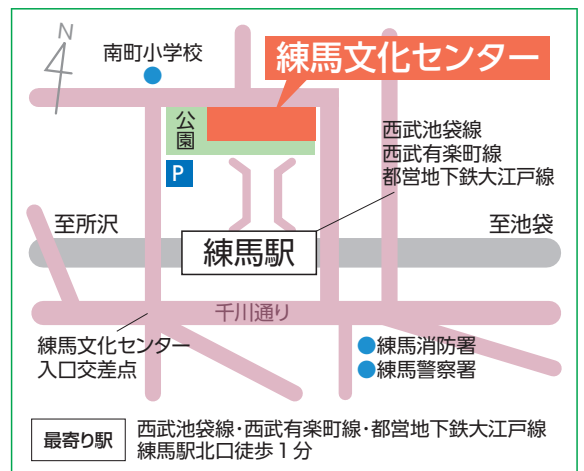 N
南町小学校
練馬文化センター
公園
P
西武池袋線
西武有楽町線
都営地下鉄大江戸線
至所沢
至池袋
練馬駅
千川通り
練馬文化センター
入口交差点
●練馬消防署
●練馬警察署
最寄り駅
西武池袋線・西武有楽町線・都営地下鉄大江戸線
練馬駅北口徒歩1分